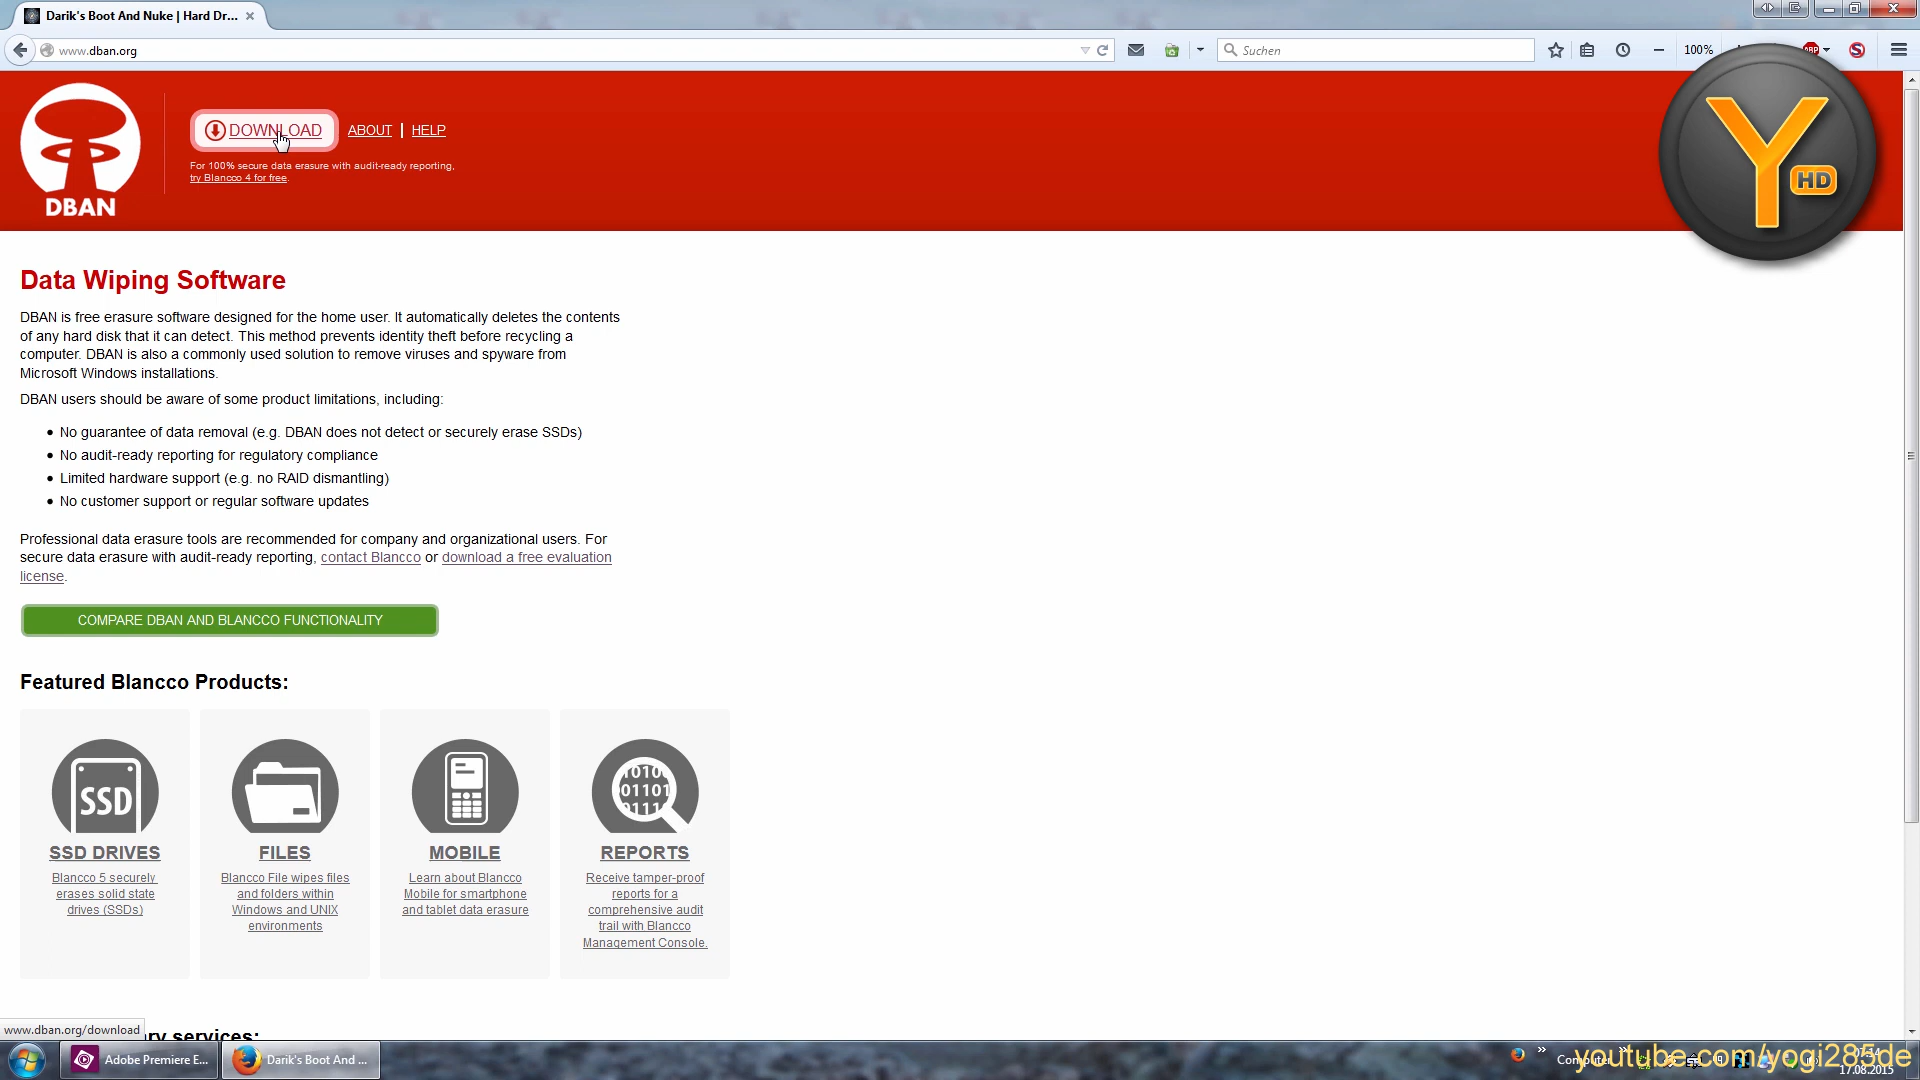 Darik's Boot And Nuke | Hard Dr...
www.dban.org
Suchen
100%
ABP
DOWNLOAD
ABOUT | HELP
For 100% secure data erasure with audit-ready reporting,
try Blancco 4 for free.
DBAN
Y HD
Data Wiping Software
DBAN is free erasure software designed for the home user. It automatically deletes the contents
of any hard disk that it can detect. This method prevents identity theft before recycling a
computer. DBAN is also a commonly used solution to remove viruses and spyware from
Microsoft Windows installations.
DBAN users should be aware of some product limitations, including:
• No guarantee of data removal (e.g. DBAN does not detect or securely erase SSDs)
• No audit-ready reporting for regulatory compliance
• Limited hardware support (e.g. no RAID dismantling)
• No customer support or regular software updates
Professional data erasure tools are recommended for company and organizational users. For
secure data erasure with audit-ready reporting, contact Blancco or download a free evaluation
license.
COMPARE DBAN AND BLANCCO FUNCTIONALITY
Featured Blancco Products:
SSD
SSD DRIVES
Blancco 5 securely
erases solid state
drives (SSDs)
FILES
Blancco File wipes files
and folders within
Windows and UNIX
environments
MOBILE
Learn about Blancco
Mobile for smartphone
and tablet data erasure
REPORTS
Receive tamper-proof
reports for a
comprehensive audit
trail with Blancco
Management Console.
www.dban.org/download
services:
Adobe Premiere E...
Darik's Boot And ...
Computer
youtube.com/yogi285de
17.08.2015